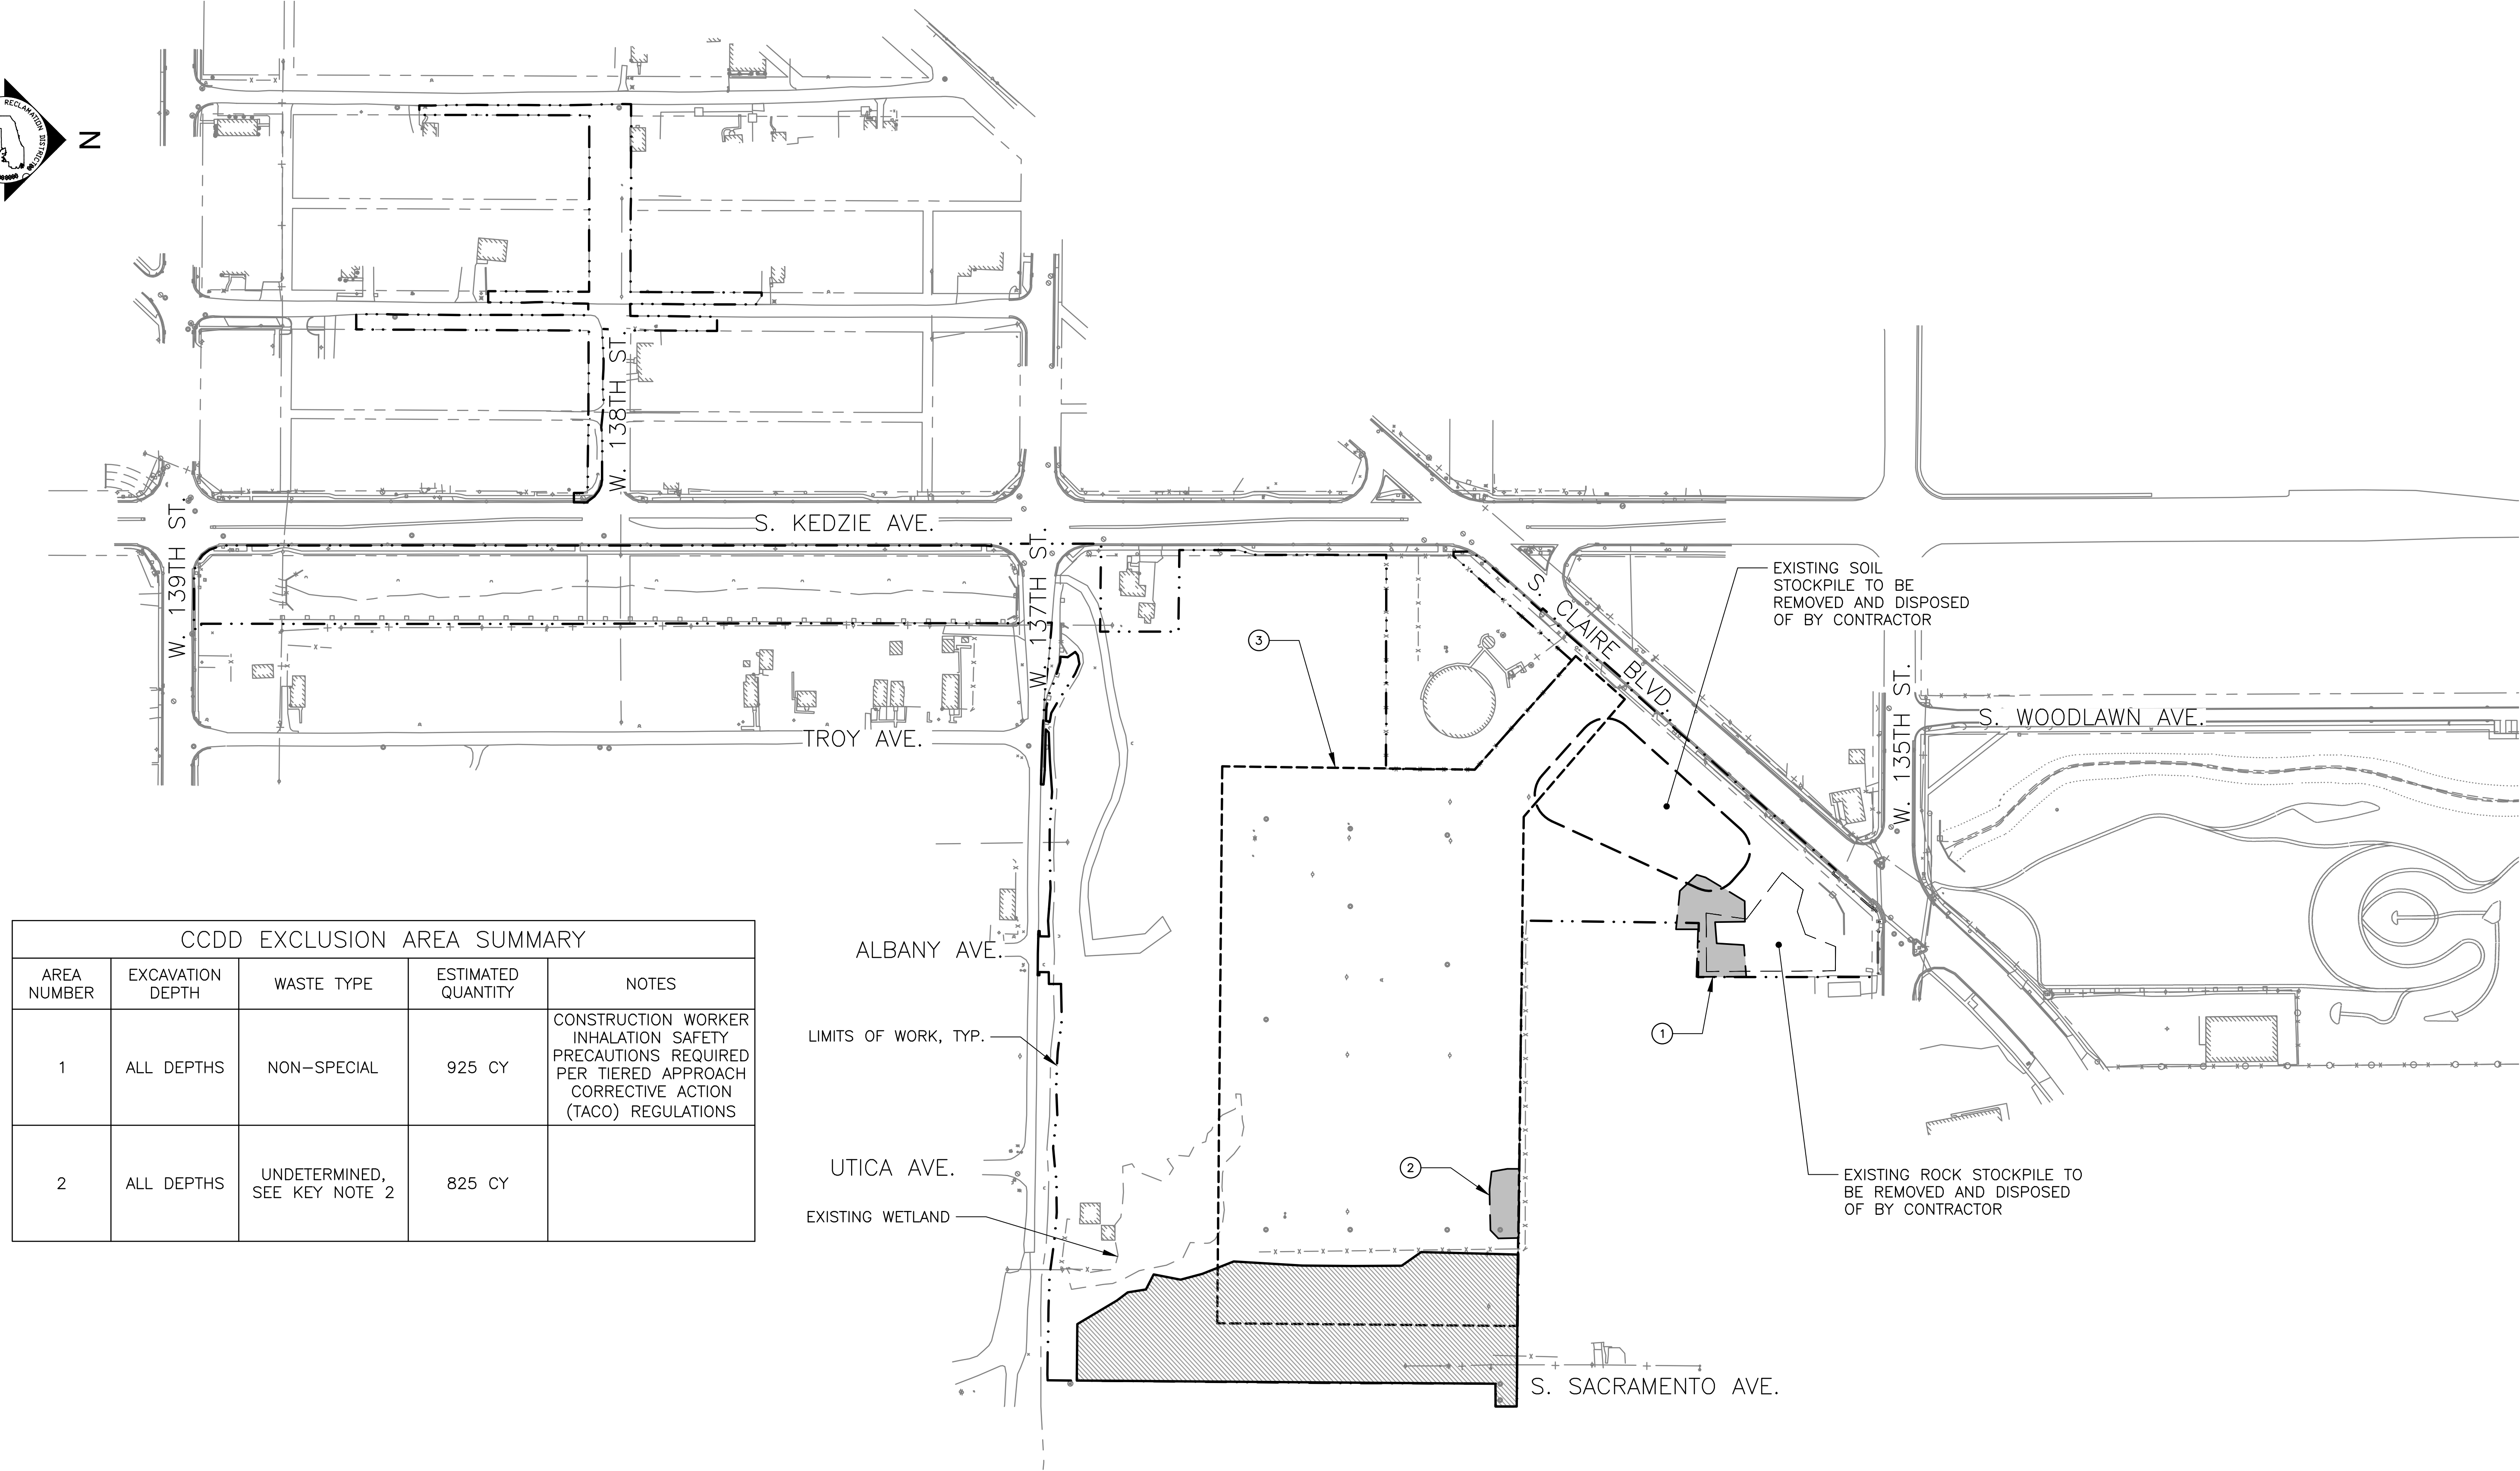 RECLAMATION DISTRICT
N
W. 139TH ST.
W. 138TH ST.
S. KEDZIE AVE.
W. 137TH ST.
S. CLAIRE BLVD.
EXISTING SOIL
STOCKPILE TO BE
REMOVED AND DISPOSED
OF BY CONTRACTOR
3
W. 135TH ST.
S. WOODLAWN AVE.
TROY AVE.
CCDD EXCLUSION AREA SUMMARY
AREA NUMBER
EXCAVATION DEPTH
WASTE TYPE
ESTIMATED QUANTITY
NOTES
1
ALL DEPTHS
NON-SPECIAL
925 CY
CONSTRUCTION WORKER
INHALATION SAFETY
PRECAUTIONS REQUIRED
PER TIERED APPROACH
CORRECTIVE ACTION
(TACO) REGULATIONS
2
ALL DEPTHS
UNDETERMINED,
SEE KEY NOTE 2
825 CY
ALBANY AVE.
LIMITS OF WORK, TYP.
1
UTICA AVE.
2
EXISTING WETLAND
EXISTING ROCK STOCKPILE TO
BE REMOVED AND DISPOSED
OF BY CONTRACTOR
S. SACRAMENTO AVE.